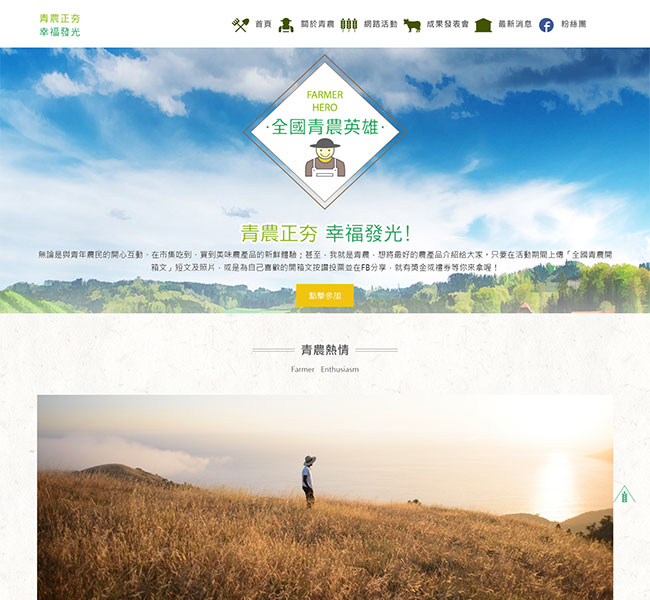 青農正夯
幸福發光
首頁 關於青農 網路活動 成果發表會 最新消息 粉絲團
FARMER
HERO
·全國青農英雄·
青農正夯 幸福發光!
無論是與青年農民的開心互動、在市集吃到、買到美味農產品的新鮮體驗；甚至，我就是青農，想將最好的農產品介紹給大家。只要在活動期間上傳「全國青農開
箱文」短文及照片，或是為自己喜歡的開箱文按讚投票並在FB分享，就有獎金或禮券等你來拿喔！
點擊參加
青農熱情
Farmer Enthusiasm